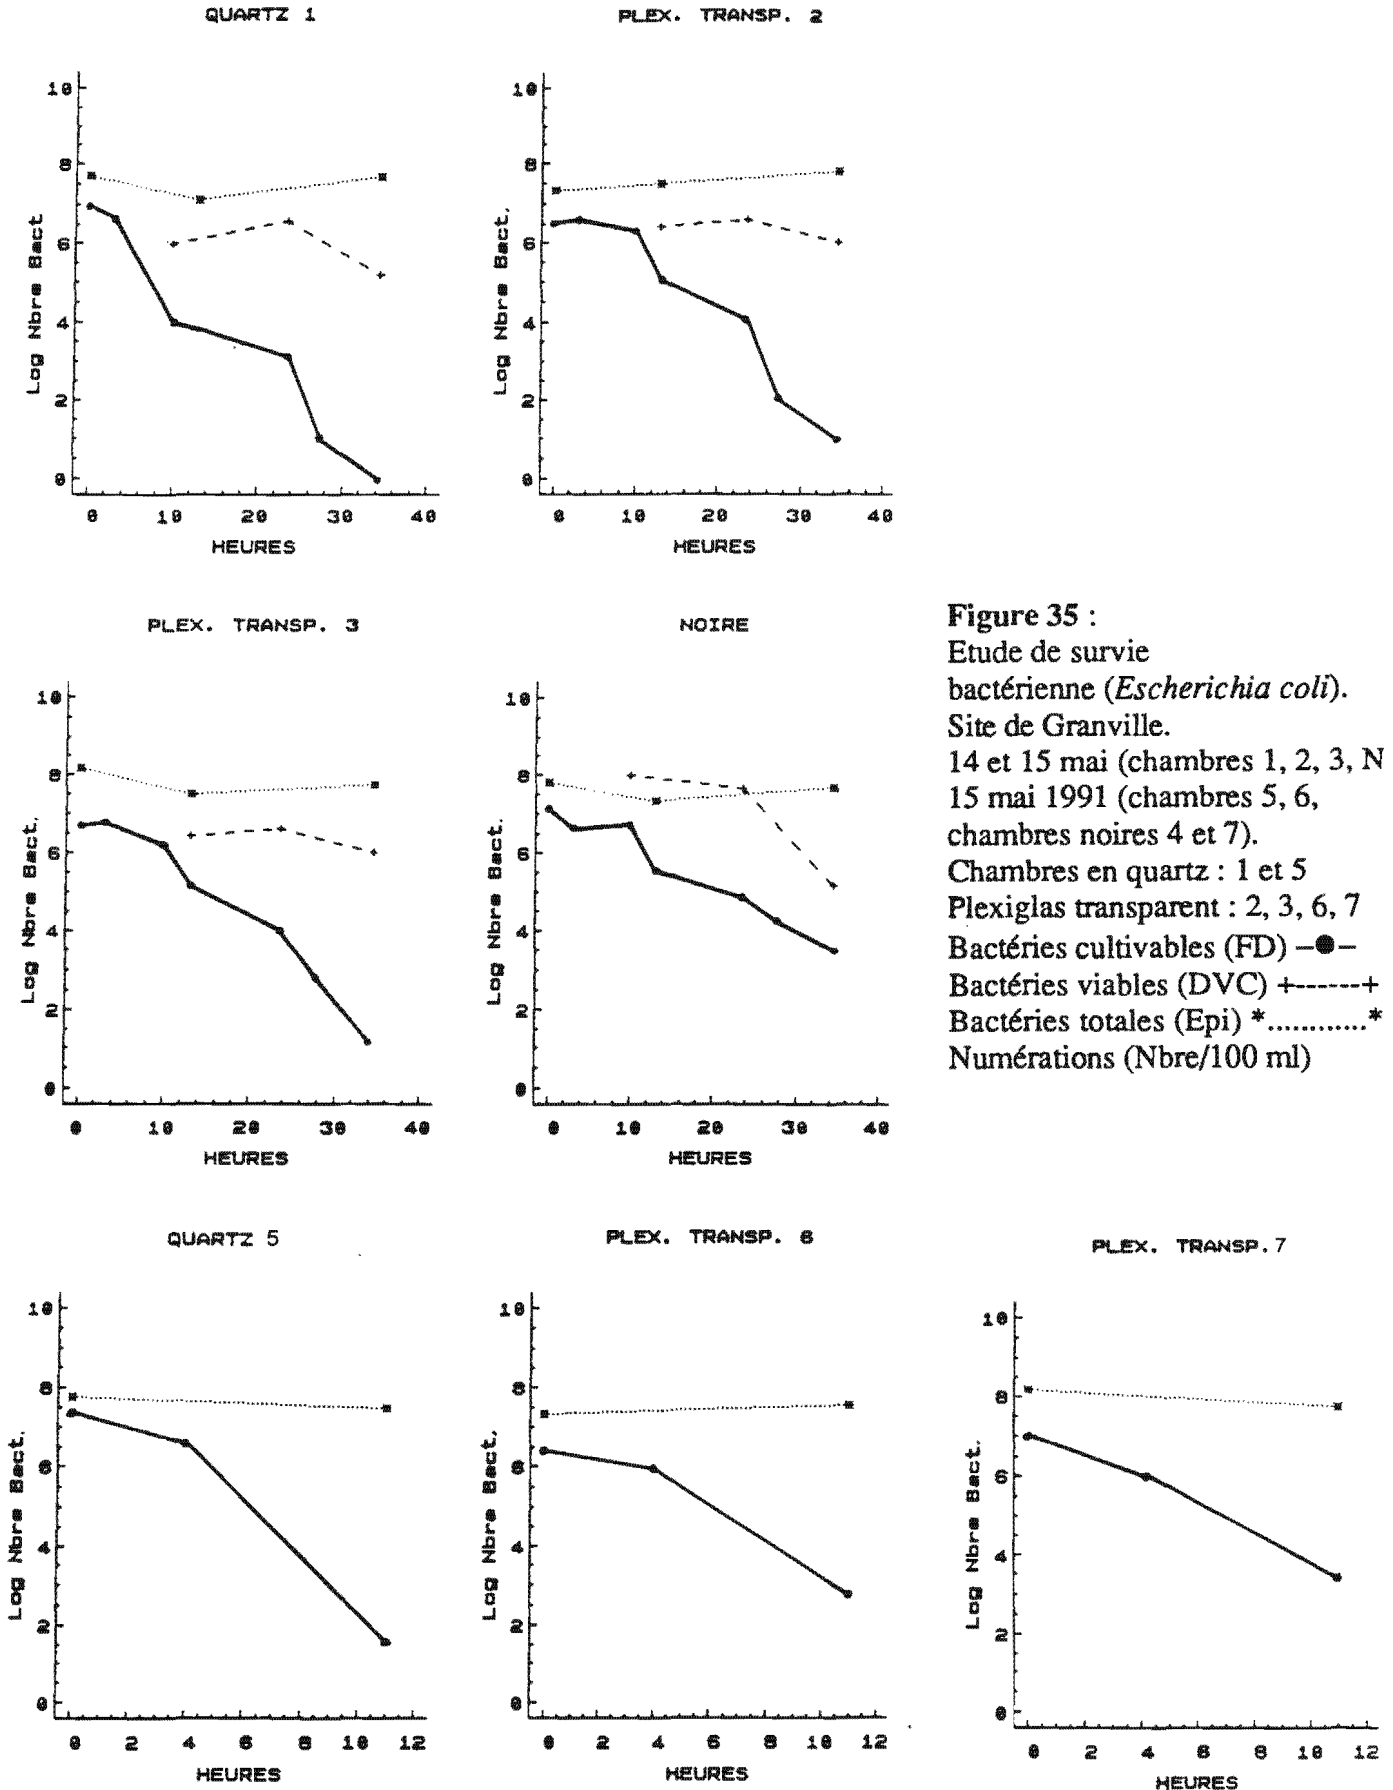 QUARTZ 1
10
8
6
4
2
0
Log Nbre Bact.
0 10 20 30 40
HEURES
PLEX. TRANSP. 2
10
8
6
4
2
0
Log Nbre Bact.
0 10 20 30 40
HEURES
PLEX. TRANSP. 3
10
8
6
4
2
0
Log Nbre Bact.
0 10 20 30 40
HEURES
NOIRE
10
8
6
4
2
0
Log Nbre Bact.
0 10 20 30 40
HEURES
Figure 35 :
Etude de survie
bactérienne (Escherichia coli).
Site de Granville.
14 et 15 mai (chambres 1, 2, 3, N
15 mai 1991 (chambres 5, 6,
chambres noires 4 et 7).
Chambres en quartz : 1 et 5
Plexiglas transparent : 2, 3, 6, 7
Bactéries cultivables (FD) –●–
Bactéries viables (DVC) +------+
Bactéries totales (Epi) *............*
Numérations (Nbre/100 ml)
QUARTZ 5
10
8
6
4
2
0
Log Nbre Bact.
0 2 4 6 8 10 12
HEURES
PLEX. TRANSP. 6
10
8
6
4
2
0
Log Nbre Bact.
0 2 4 6 8 10 12
HEURES
PLEX. TRANSP. 7
10
8
6
4
2
0
Log Nbre Bact.
0 2 4 6 8 10 12
HEURES